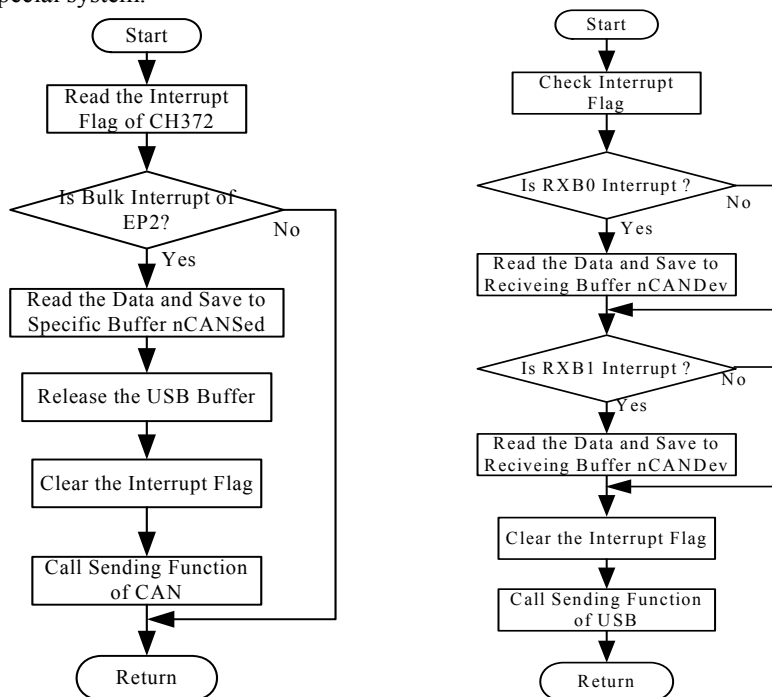 pecial system.
Start
Read the Interrupt
Flag of CH372
Is Bulk Interrupt of
EP2?
No
Yes
Read the Data and Save to
Specific Buffer nCANSed
Release the USB Buffer
Clear the Interrupt Flag
Call Sending Function
of CAN
Return
Start
Check Interrupt
Flag
Is RXB0 Interrupt ?
No
Yes
Read the Data and Save to
Reciveing Buffer nCANDev
Is RXB1 Interrupt ?
No
Yes
Read the Data and Save to
Reciveing Buffer nCANDev
Clear the Interrupt Flag
Call Sending Function
of USB
Return